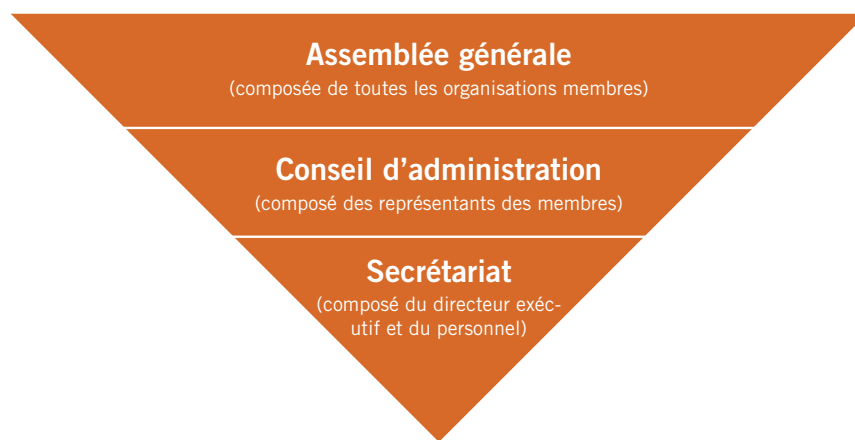 Assemblée générale
(composée de toutes les organisations membres)
Conseil d'administration
(composé des représentants des membres)
Secrétariat
(composé du directeur exéc-
utif et du personnel)